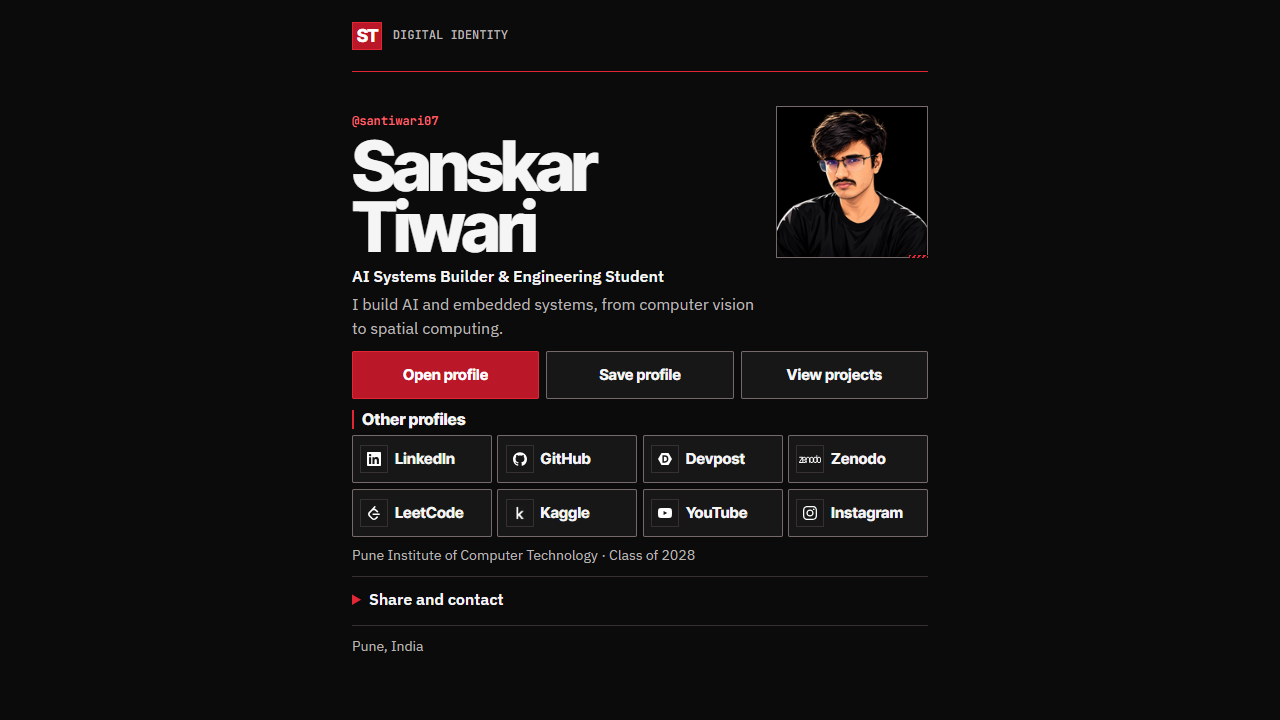 ST DIGITAL IDENTITY
@santiwari07
Sanskar
Tiwari
AI Systems Builder & Engineering Student
I build AI and embedded systems, from computer vision
to spatial computing.
Open profile Save profile View projects
Other profiles
LinkedIn GitHub Devpost zenodo Zenodo
LeetCode k Kaggle YouTube Instagram
Pune Institute of Computer Technology · Class of 2028
Share and contact
Pune, India